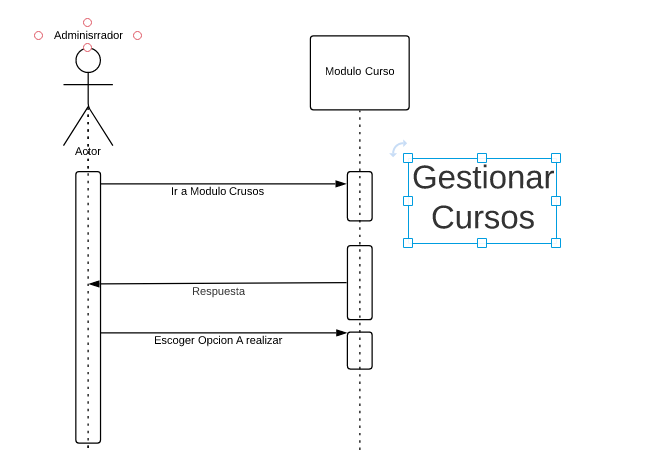 Adminisrrador
Modulo Curso
Actor
Gestionar
Cursos
Ir a Modulo Crusos
Respuesta
Escoger Opcion A realizar